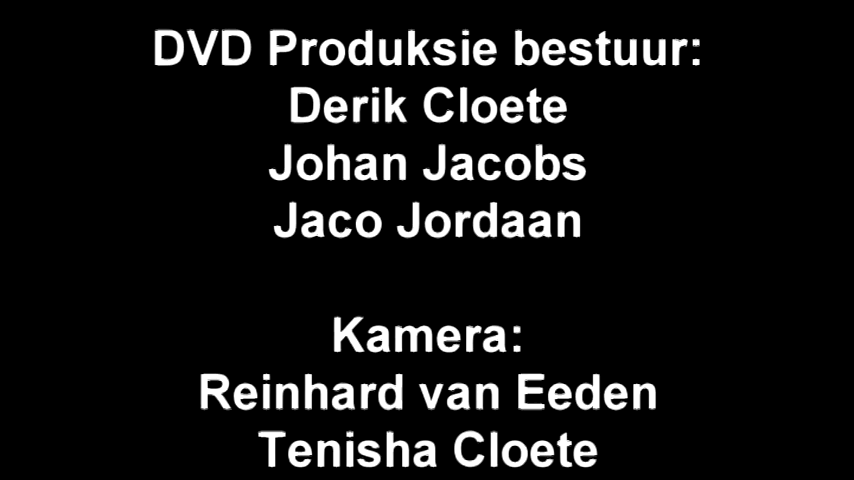 DVD Produksie bestuur:
Derik Cloete
Johan Jacobs
Jaco Jordaan
Kamera:
Reinhard van Eeden
Tenisha Cloete